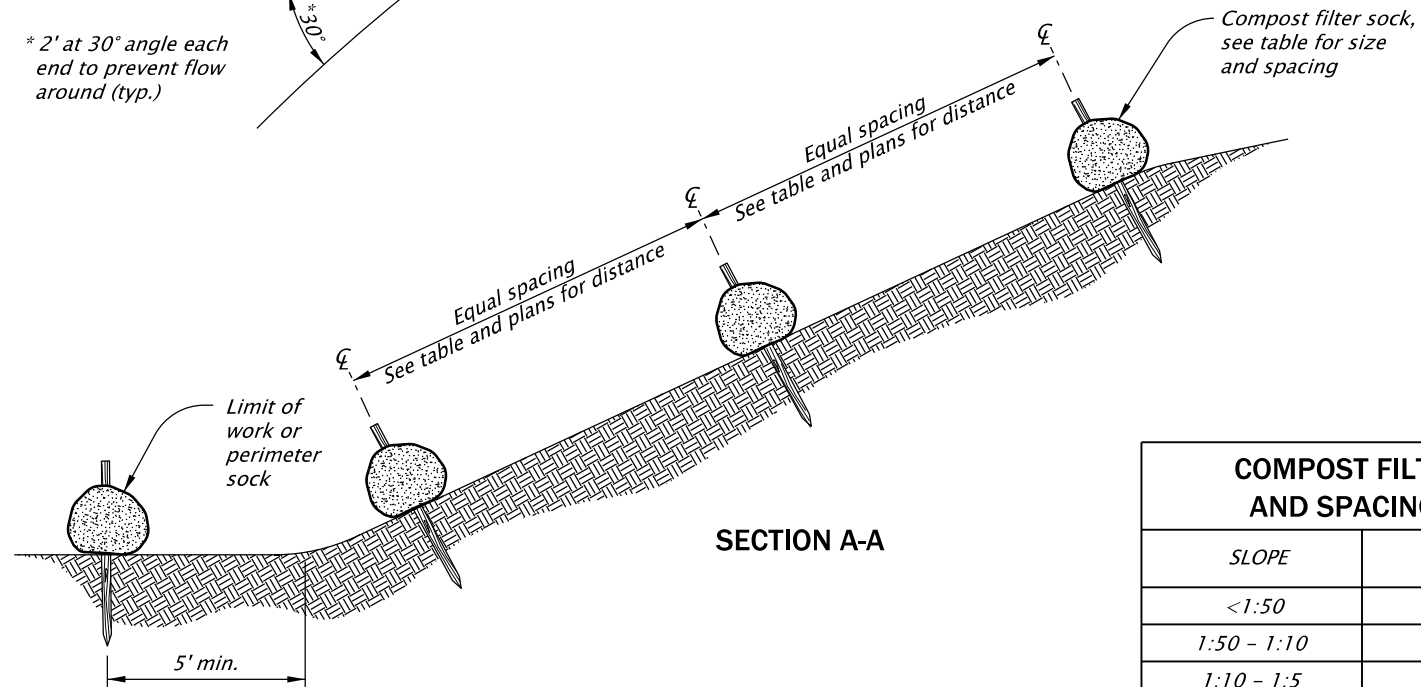 *30°
* 2' at 30° angle each
end to prevent flow
around (typ.)
℄
Compost filter sock,
see table for size
and spacing
Equal spacing
See table and plans for distance
℄
Equal spacing
See table and plans for distance
℄
Limit of
work or
perimeter
sock
SECTION A-A
5' min.
COMPOST FILT
AND SPACING
SLOPE
<1:50
1:50 - 1:10
1:10 - 1:5